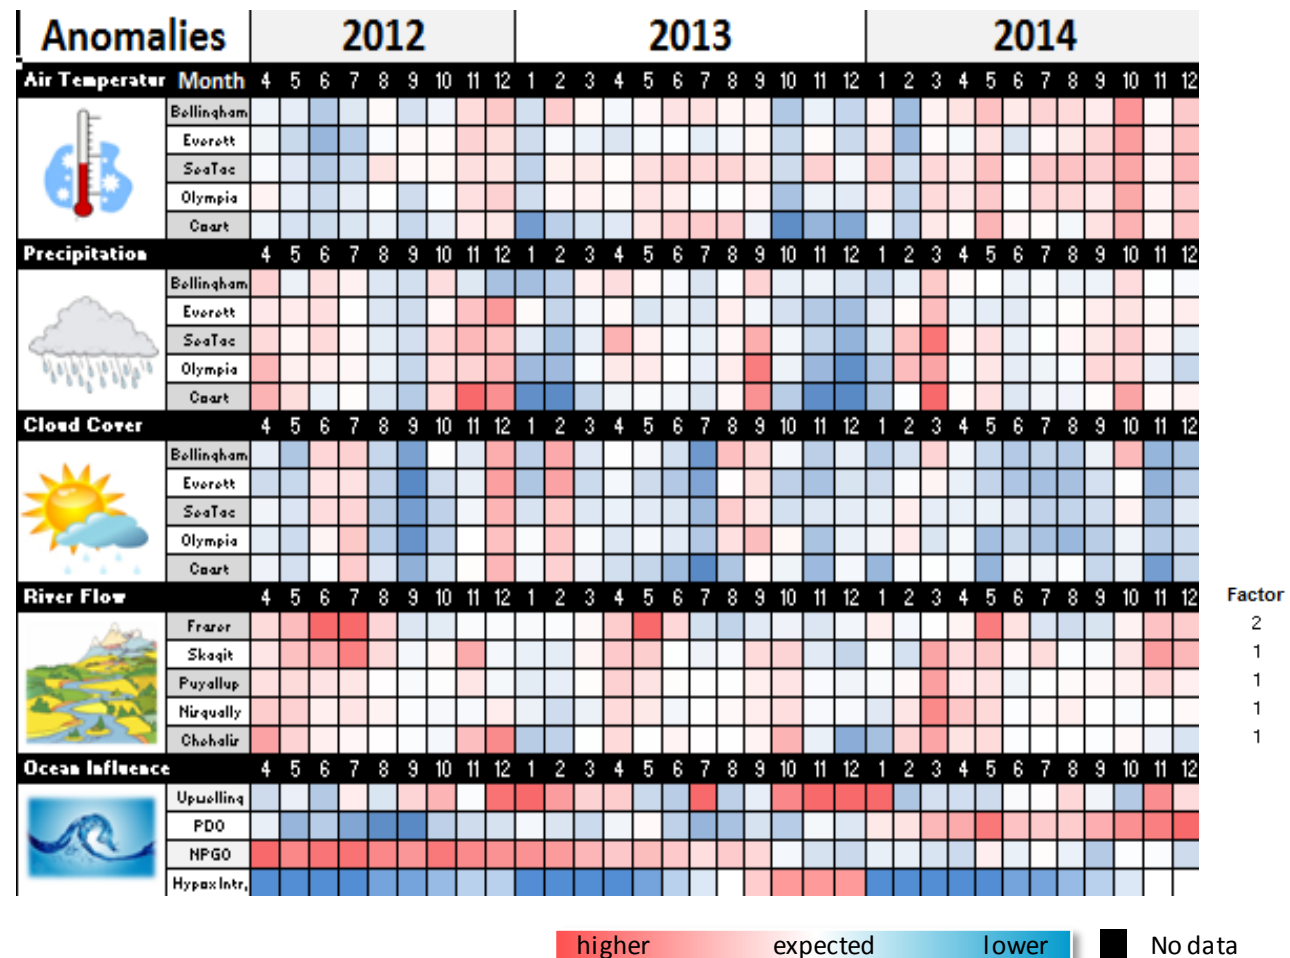 Anomalies 2012 2013 2014
Air Temperatur Month 4 5 6 7 8 9 10 11 12 1 2 3 4 5 6 7 8 9 10 11 12 1 2 3 4 5 6 7 8 9 10 11 12
Bellingham
Everett
SeaTac
Olympia
Coast
Precipitation 4 5 6 7 8 9 10 11 12 1 2 3 4 5 6 7 8 9 10 11 12 1 2 3 4 5 6 7 8 9 10 11 12
Bellingham
Everett
SeaTac
Olympia
Coast
Cloud Cover 4 5 6 7 8 9 10 11 12 1 2 3 4 5 6 7 8 9 10 11 12 1 2 3 4 5 6 7 8 9 10 11 12
Bellingham
Everett
SeaTac
Olympia
Coast
River Flow 4 5 6 7 8 9 10 11 12 1 2 3 4 5 6 7 8 9 10 11 12 1 2 3 4 5 6 7 8 9 10 11 12 Factor
Fraser 2
Skagit 1
Puyallup 1
Nisqually 1
Chehalis 1
Ocean Influence 4 5 6 7 8 9 10 11 12 1 2 3 4 5 6 7 8 9 10 11 12 1 2 3 4 5 6 7 8 9 10 11 12
Upwelling
PDO
NPGO
Hypox Intr,
higher expected lower No data